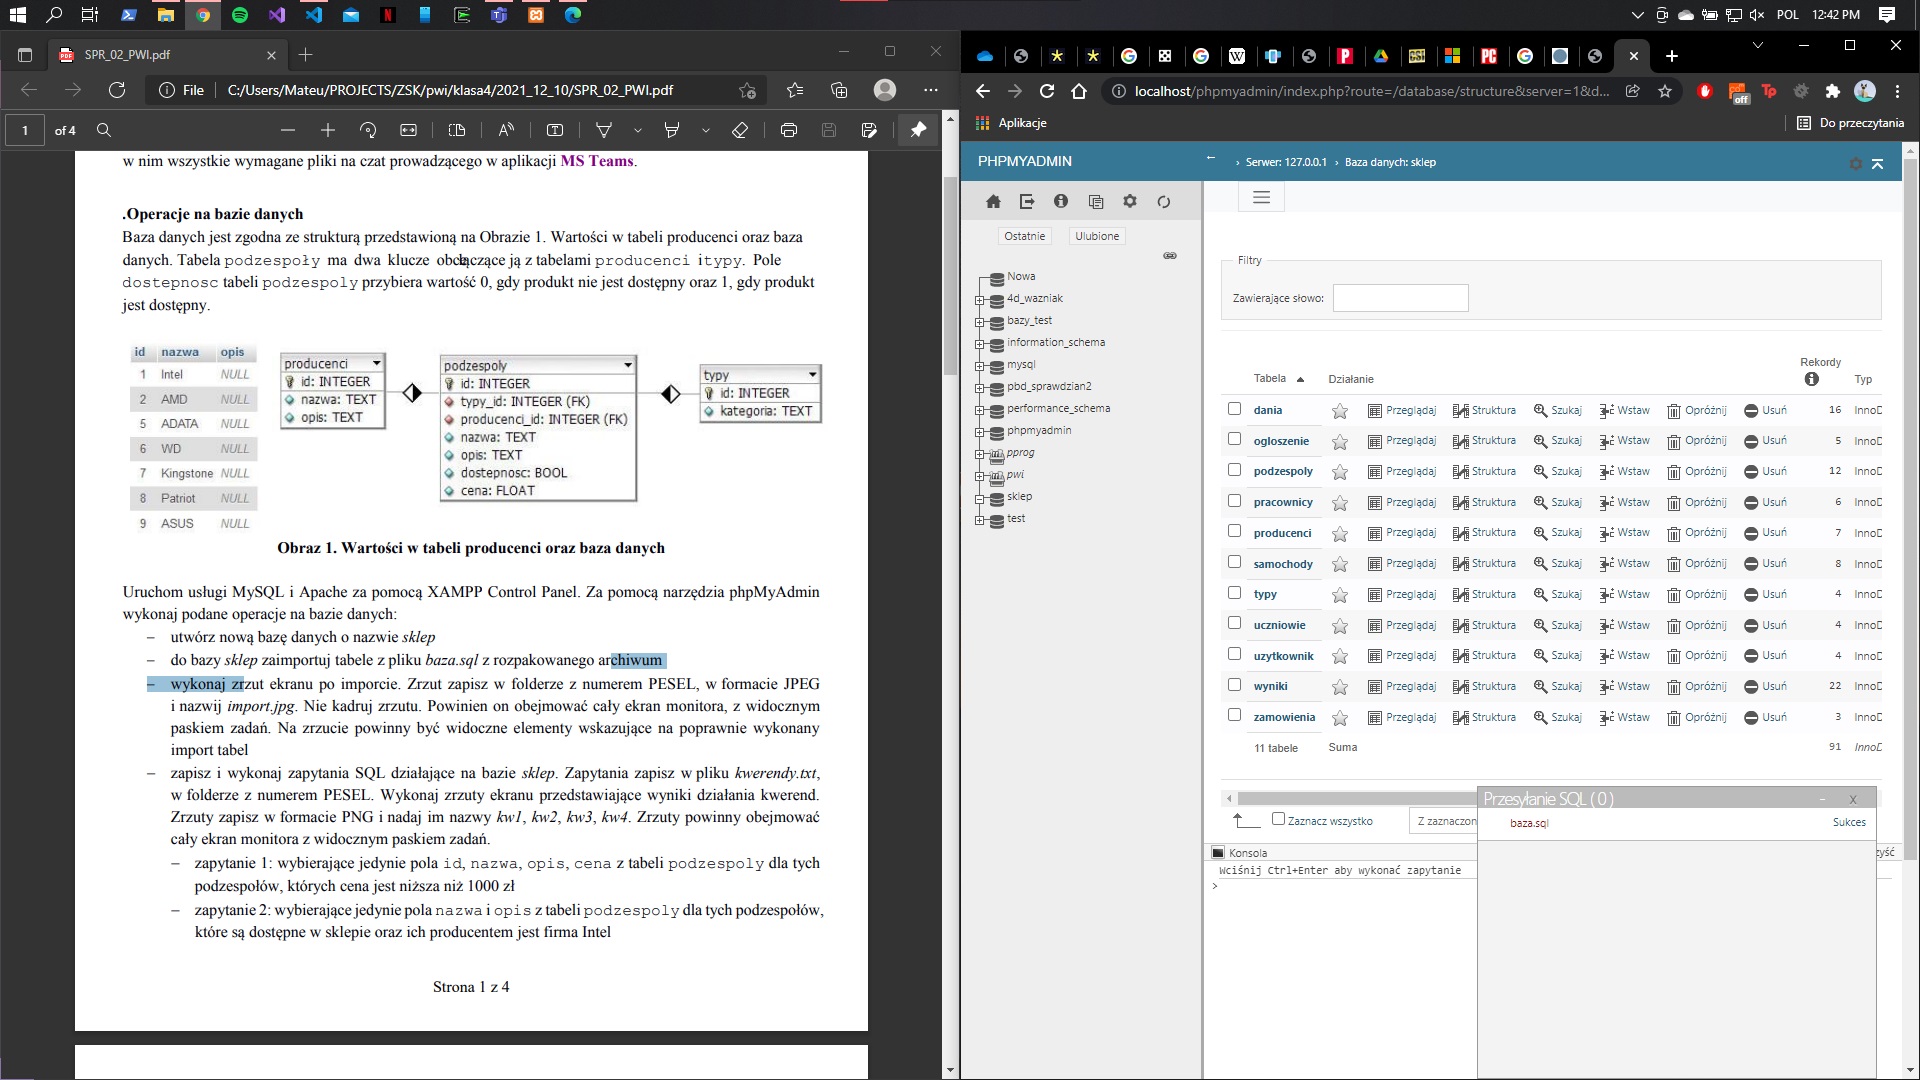 POL 12:42 PM
SPR_02_PWI.pdf
File C:/Users/Mateu/PROJECTS/ZSK/pwi/klasa4/2021_12_10/SPR_02_PWI.pdf
1 of 4
w nim wszystkie wymagane pliki na czat prowadzącego w aplikacji MS Teams.
.Operacje na bazie danych
Baza danych jest zgodna ze strukturą przedstawioną na Obrazie 1. Wartości w tabeli producenci oraz baza
danych. Tabela podzespoły ma dwa klucze obce łączące ją z tabelami producenci i typy. Pole
dostepnosc tabeli podzespoly przybiera wartość 0, gdy produkt nie jest dostępny oraz 1, gdy produkt
jest dostępny.
id nazwa opis
1 Intel NULL
2 AMD NULL
5 ADATA NULL
6 WD NULL
7 Kingstone NULL
8 Patriot NULL
9 ASUS NULL
producenci
id: INTEGER
nazwa: TEXT
opis: TEXT
podzespoly
id: INTEGER
typy_id: INTEGER (FK)
producenci_id: INTEGER (FK)
nazwa: TEXT
opis: TEXT
dostepnosc: BOOL
cena: FLOAT
typy
id: INTEGER
kategoria: TEXT
Obraz 1. Wartości w tabeli producenci oraz baza danych
Uruchom usługi MySQL i Apache za pomocą XAMPP Control Panel. Za pomocą narzędzia phpMyAdmin
wykonaj podane operacje na bazie danych:
– utwórz nową bazę danych o nazwie sklep
– do bazy sklep zaimportuj tabele z pliku baza.sql z rozpakowanego archiwum
– wykonaj zrzut ekranu po imporcie. Zrzut zapisz w folderze z numerem PESEL, w formacie JPEG
i nazwij import.jpg. Nie kadruj zrzutu. Powinien on obejmować cały ekran monitora, z widocznym
paskiem zadań. Na zrzucie powinny być widoczne elementy wskazujące na poprawnie wykonany
import tabel
– zapisz i wykonaj zapytania SQL działające na bazie sklep. Zapytania zapisz w pliku kwerendy.txt,
w folderze z numerem PESEL. Wykonaj zrzuty ekranu przedstawiające wyniki działania kwerend.
Zrzuty zapisz w formacie PNG i nadaj im nazwy kw1, kw2, kw3, kw4. Zrzuty powinny obejmować
cały ekran monitora z widocznym paskiem zadań.
– zapytanie 1: wybierające jedynie pola id, nazwa, opis, cena z tabeli podzespoly dla tych
podzespołów, których cena jest niższa niż 1000 zł
– zapytanie 2: wybierające jedynie pola nazwa i opis z tabeli podzespoly dla tych podzespołów,
które są dostępne w sklepie oraz ich producentem jest firma Intel
Strona 1 z 4
localhost/phpmyadmin/index.php?route=/database/structure&server=1&d...
off
Aplikacje
Do przeczytania
PHPMYADMIN
← › Serwer: 127.0.0.1 › Baza danych: sklep
Ostatnie Ulubione
Nowa
4d_wazniak
bazy_test
information_schema
mysql
pbd_sprawdzian2
performance_schema
phpmyadmin
pprog
pwi
sklep
test
Filtry
Zawierające słowo:
Tabela Działanie Rekordy Typ
dania Przeglądaj Struktura Szukaj Wstaw Opróżnij Usuń 16 InnoD
ogloszenie Przeglądaj Struktura Szukaj Wstaw Opróżnij Usuń 5 InnoD
podzespoly Przeglądaj Struktura Szukaj Wstaw Opróżnij Usuń 12 InnoD
pracownicy Przeglądaj Struktura Szukaj Wstaw Opróżnij Usuń 6 InnoD
producenci Przeglądaj Struktura Szukaj Wstaw Opróżnij Usuń 7 InnoD
samochody Przeglądaj Struktura Szukaj Wstaw Opróżnij Usuń 8 InnoD
typy Przeglądaj Struktura Szukaj Wstaw Opróżnij Usuń 4 InnoD
uczniowie Przeglądaj Struktura Szukaj Wstaw Opróżnij Usuń 4 InnoD
uzytkownik Przeglądaj Struktura Szukaj Wstaw Opróżnij Usuń 4 InnoD
wyniki Przeglądaj Struktura Szukaj Wstaw Opróżnij Usuń 22 InnoD
zamowienia Przeglądaj Struktura Szukaj Wstaw Opróżnij Usuń 3 InnoD
11 tabele Suma 91 InnoD
Zaznacz wszystko Z zaznaczon
Przesyłanie SQL ( 0 ) – x
baza.sql Sukces
Konsola
Wciśnij Ctrl+Enter aby wykonać zapytanie
>